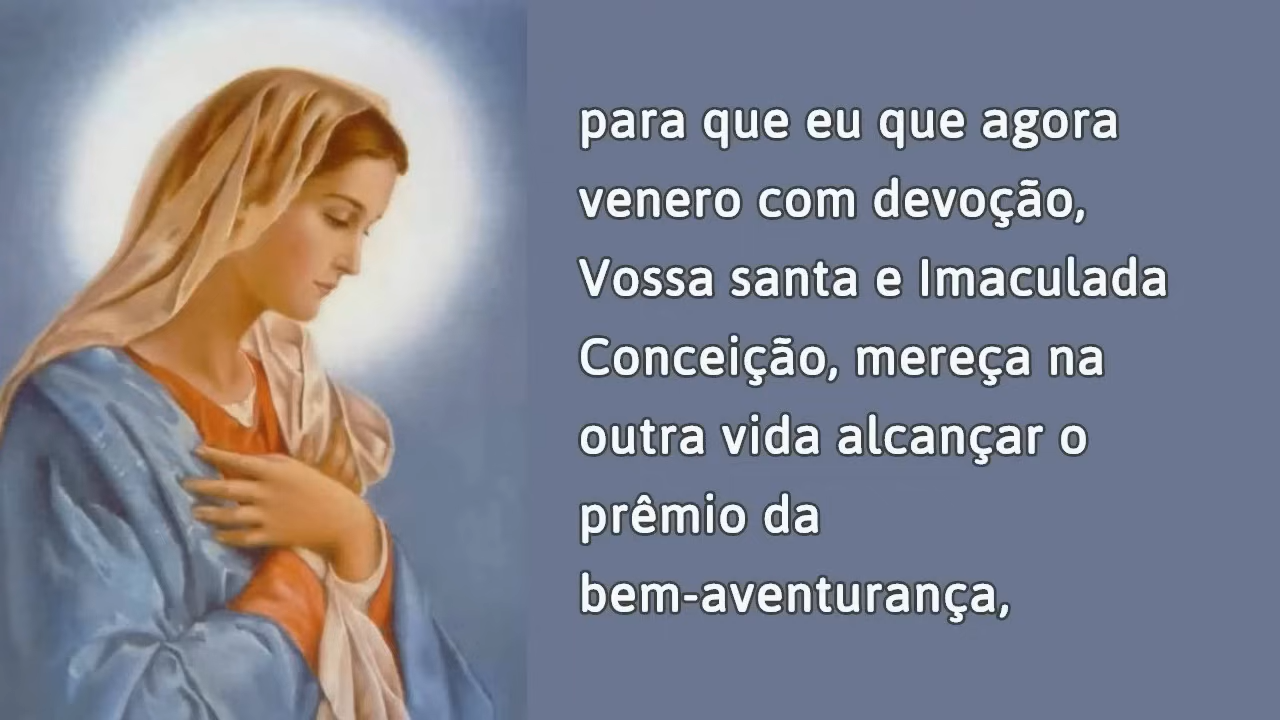 para que eu que agora
venero com devoção,
Vossa santa e Imaculada
Conceição, mereça na
outra vida alcançar o
prêmio da
bem-aventurança,